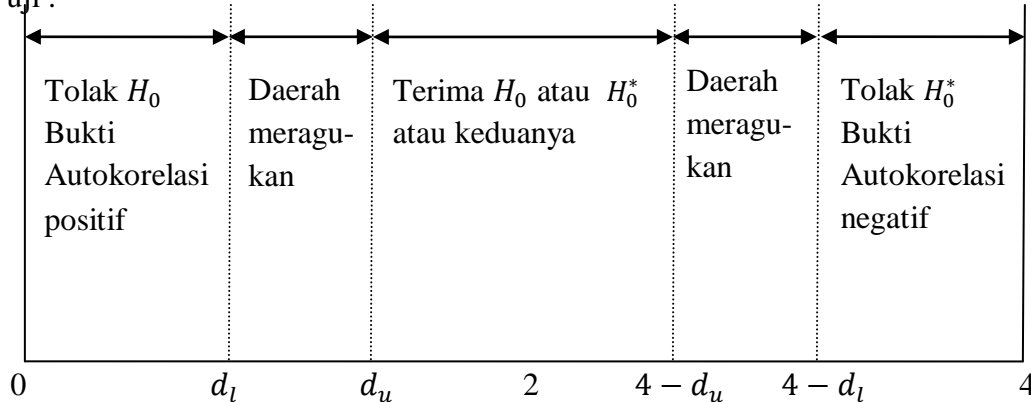 uji :
Tolak H₀
Bukti
Autokorelasi
positif
Daerah
meragu-
kan
Terima H₀ atau H₀*
atau keduanya
Daerah
meragu-
kan
Tolak H₀*
Bukti
Autokorelasi
negatif
0 dₗ dᵤ 2 4 − dᵤ 4 − dₗ 4